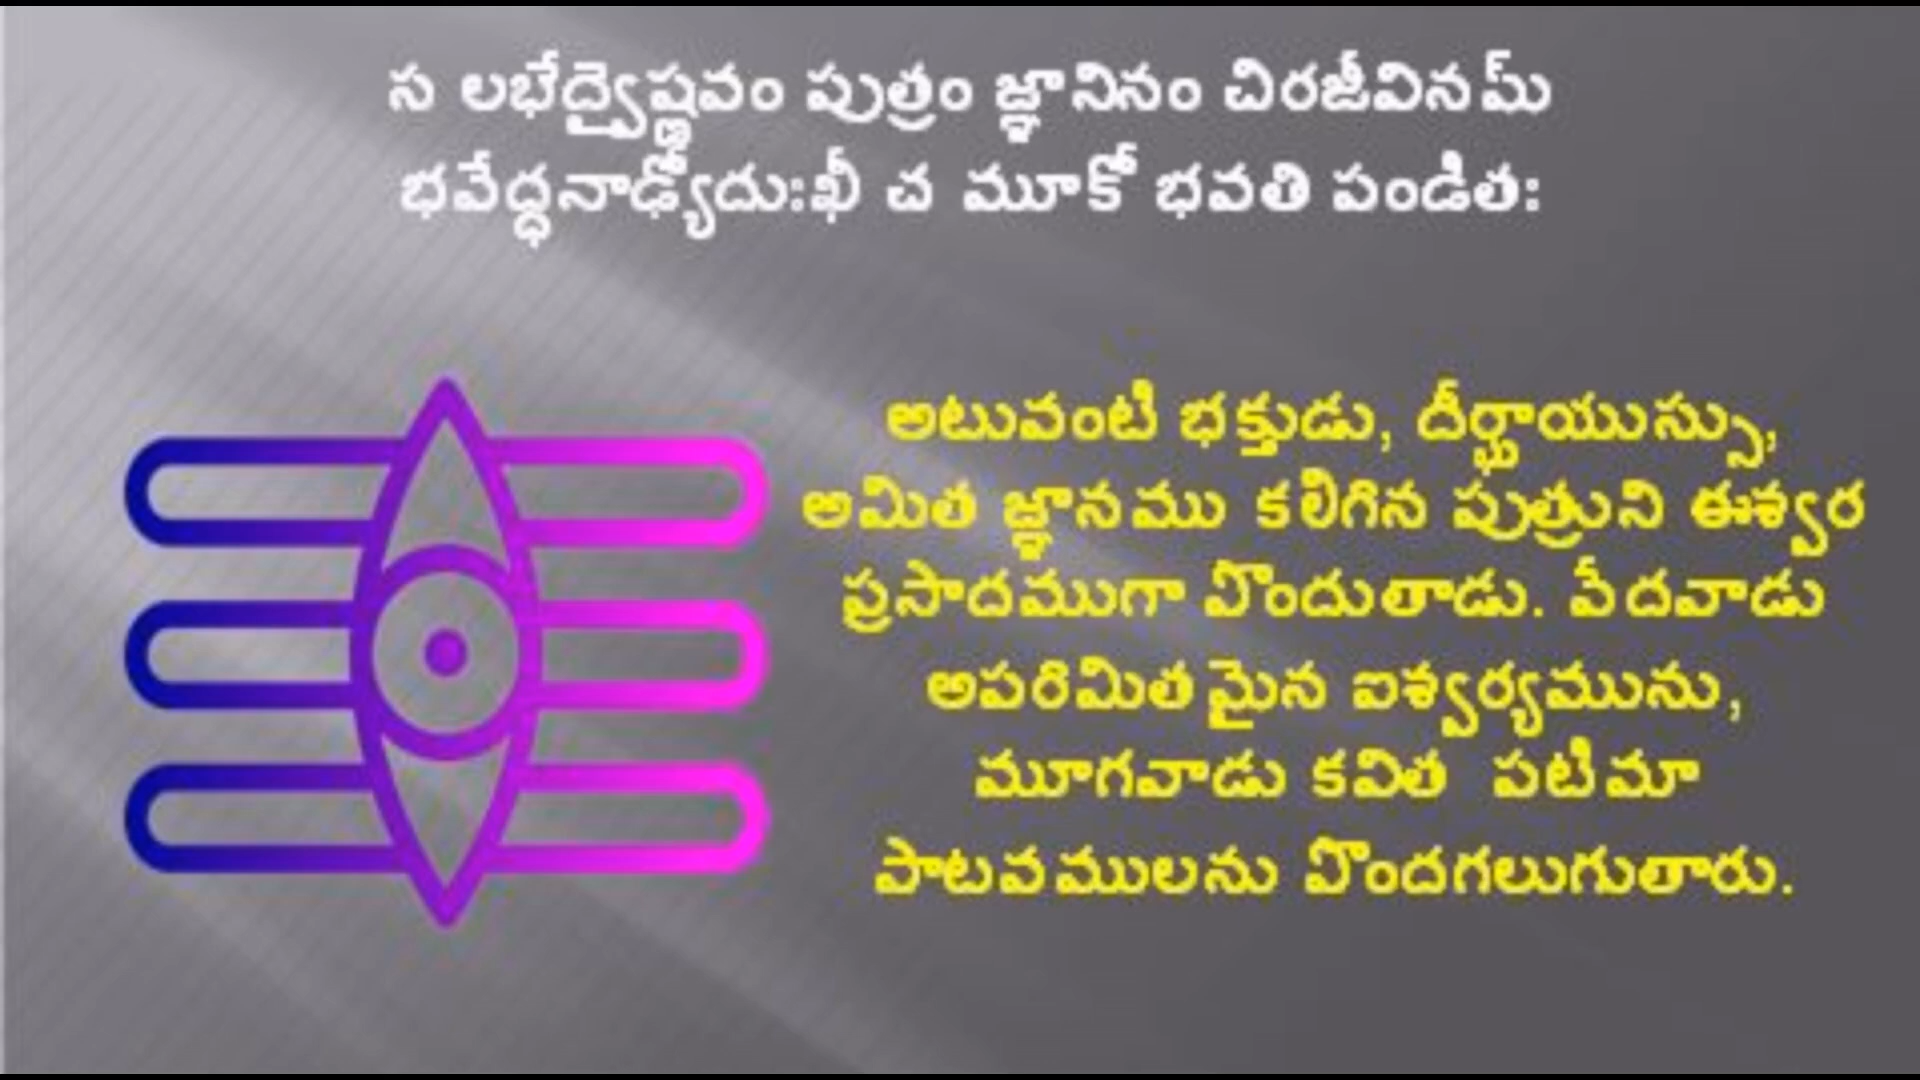 స లభేద్వైష్ణవం పుత్రం జ్ఞానినం చిరజీవినమ్
భవేద్ధనాఢ్యోదుఃఖీ చ మూకో భవతి పండితః
అటువంటి భక్తుడు, దీర్ఘాయుస్సు,
అమిత జ్ఞానము కలిగిన పుత్రుని ఈశ్వర
ప్రసాదముగా పొందుతాడు. పేదవాడు
అపరిమితమైన ఐశ్వర్యమును,
మూగవాడు కవిత పటిమా
పాటవములను పొందగలుగుతారు.